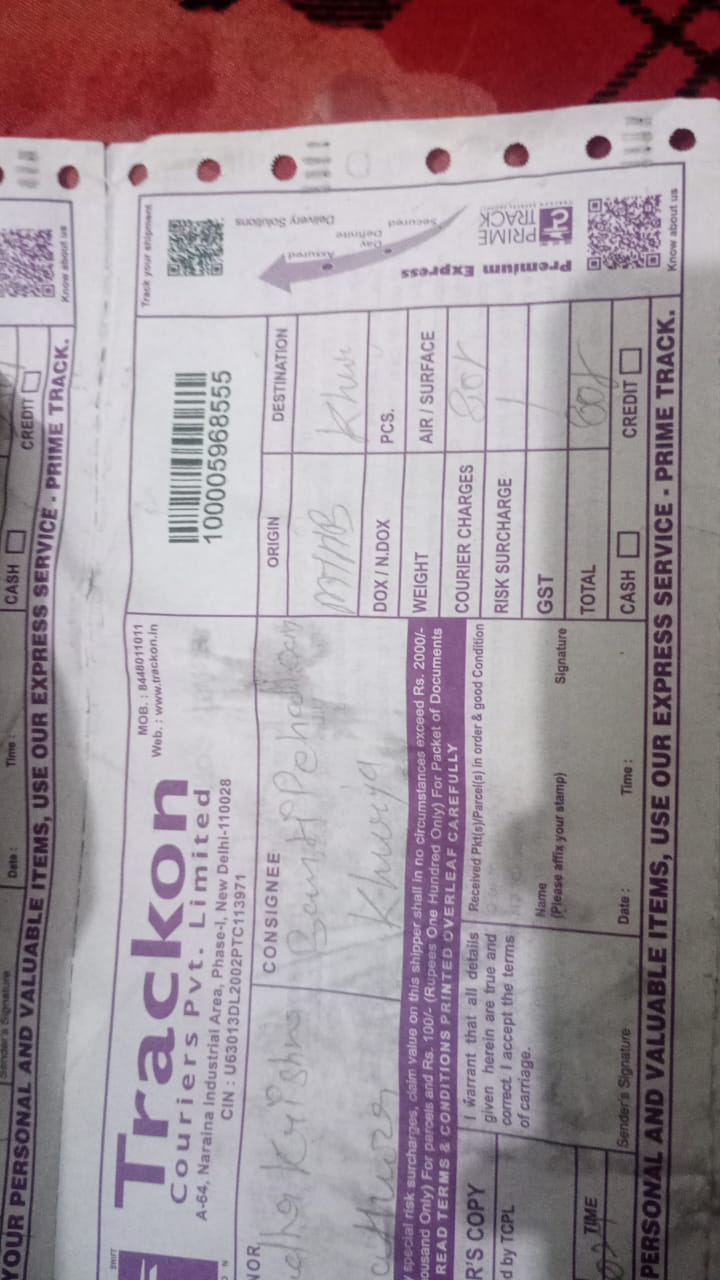 Know about us
CREDIT
CASH
Time :
Date :
Sender's Signature
YOUR PERSONAL AND VALUABLE ITEMS, USE OUR EXPRESS SERVICE - PRIME TRACK.
Trackon
Couriers Pvt. Limited
A-64, Naraina Industrial Area, Phase-I, New Delhi-110028
CIN : U63013DL2002PTC113971
MOB. : 8448011011
Web. : www.trackon.in
100005968555
Track your shipment
Delivery Solutions
Secured
Day
Definite
Assured
Premium Express
PRIME
TRACK
Know about us
NOR
Krishna
CONSIGNEE
Khuriya
ORIGIN
DESTINATION
DOX / N.DOX
PCS.
WEIGHT
AIR / SURFACE
COURIER CHARGES
RISK SURCHARGE
GST
TOTAL
CASH
CREDIT
special risk surcharges, claim value on this shipper shall in no circumstances exceed Rs. 2000/-
ousand Only) For parcels and Rs. 100/- (Rupees One Hundred Only) For Packet of Documents
READ TERMS & CONDITIONS PRINTED OVERLEAF CAREFULLY
R'S COPY
d by TCPL
TIME
I warrant that all details
given herein are true and
correct. I accept the terms
of carriage.
Sender's Signature
Received Pkt(s)/Parcel(s) in order & good Condition
Name
(Please affix your stamp)
Signature
Date :
Time :
PERSONAL AND VALUABLE ITEMS, USE OUR EXPRESS SERVICE - PRIME TRACK.